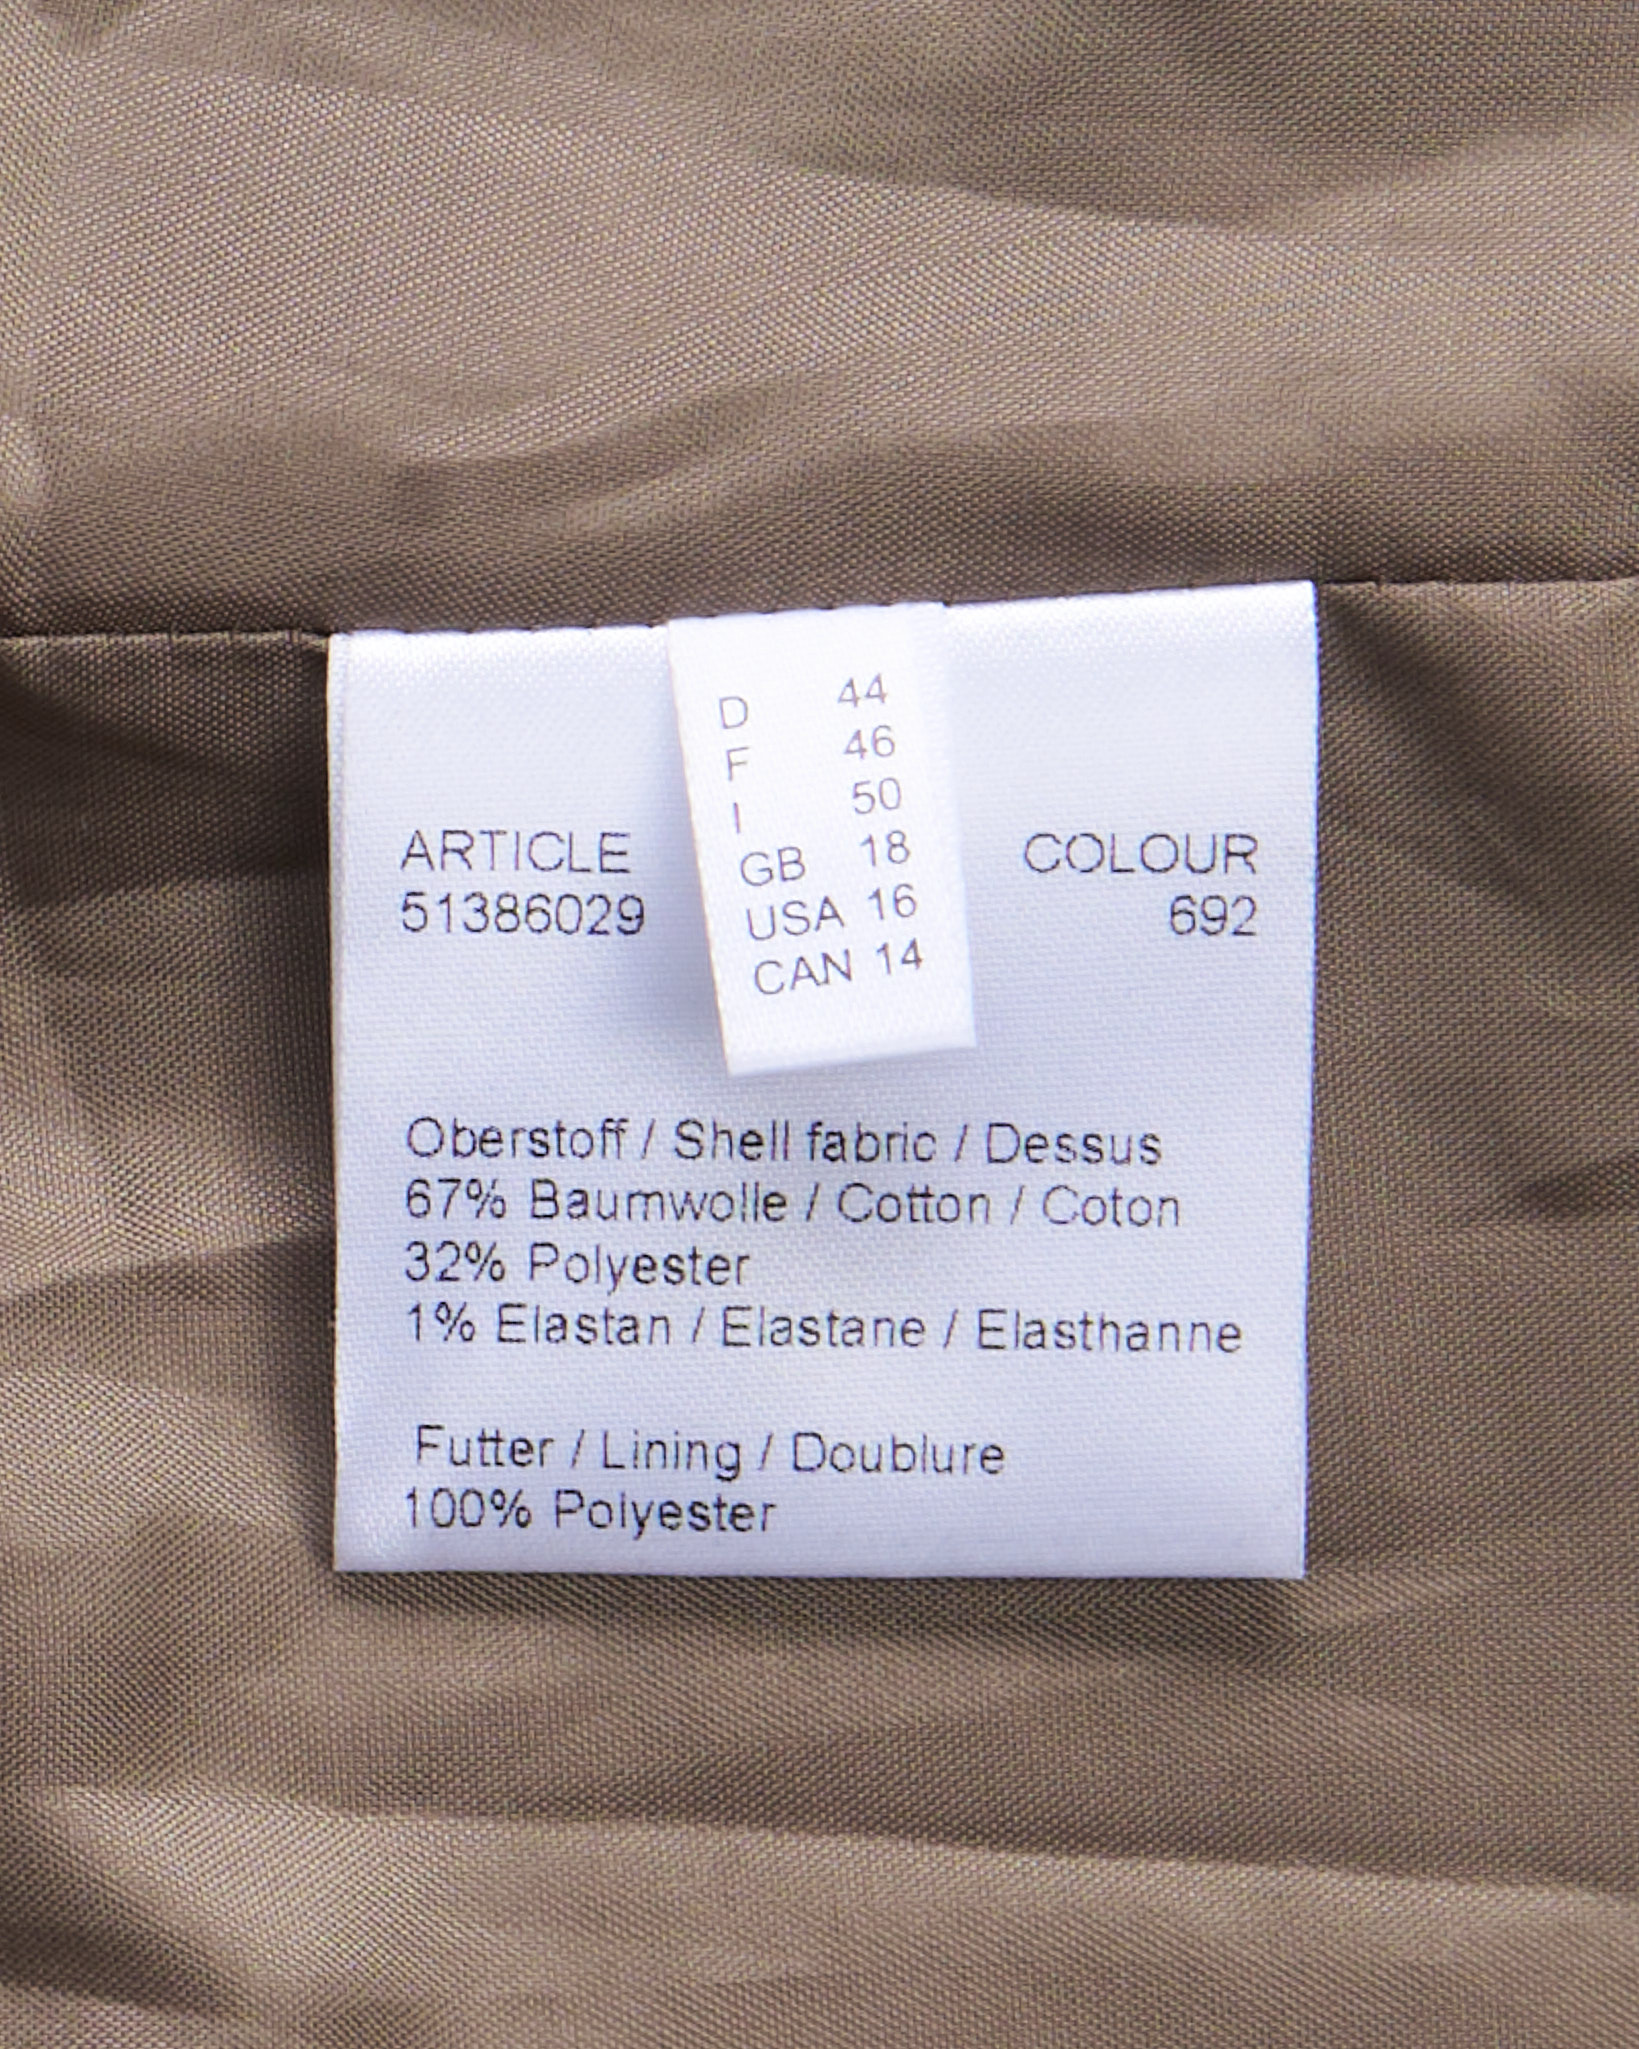 D 44
F 46
I 50
GB 18
USA 16
CAN 14
ARTICLE
51386029
COLOUR
692
Oberstoff / Shell fabric / Dessus
67% Baumwolle / Cotton / Coton
32% Polyester
1% Elastan / Elastane / Elasthanne
Futter / Lining / Doublure
100% Polyester